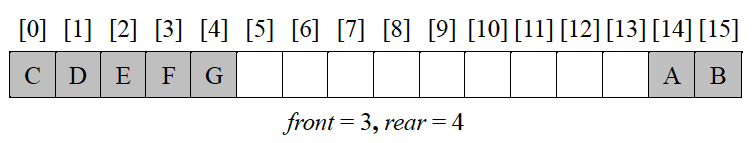 [0] [1] [2] [3] [4] [5] [6] [7] [8] [9] [10] [11] [12] [13] [14] [15]
C D E F G A B
front = 3, rear = 4